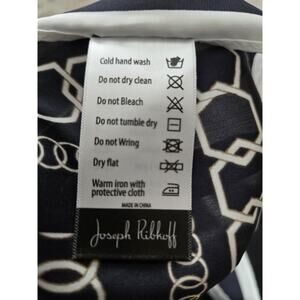 Cold hand wash
Do not dry clean
Do not Bleach
Do not tumble dry
Do not Wring
Dry flat
Warm iron with
protective cloth
MADE IN CHINA
Joseph Ribkoff